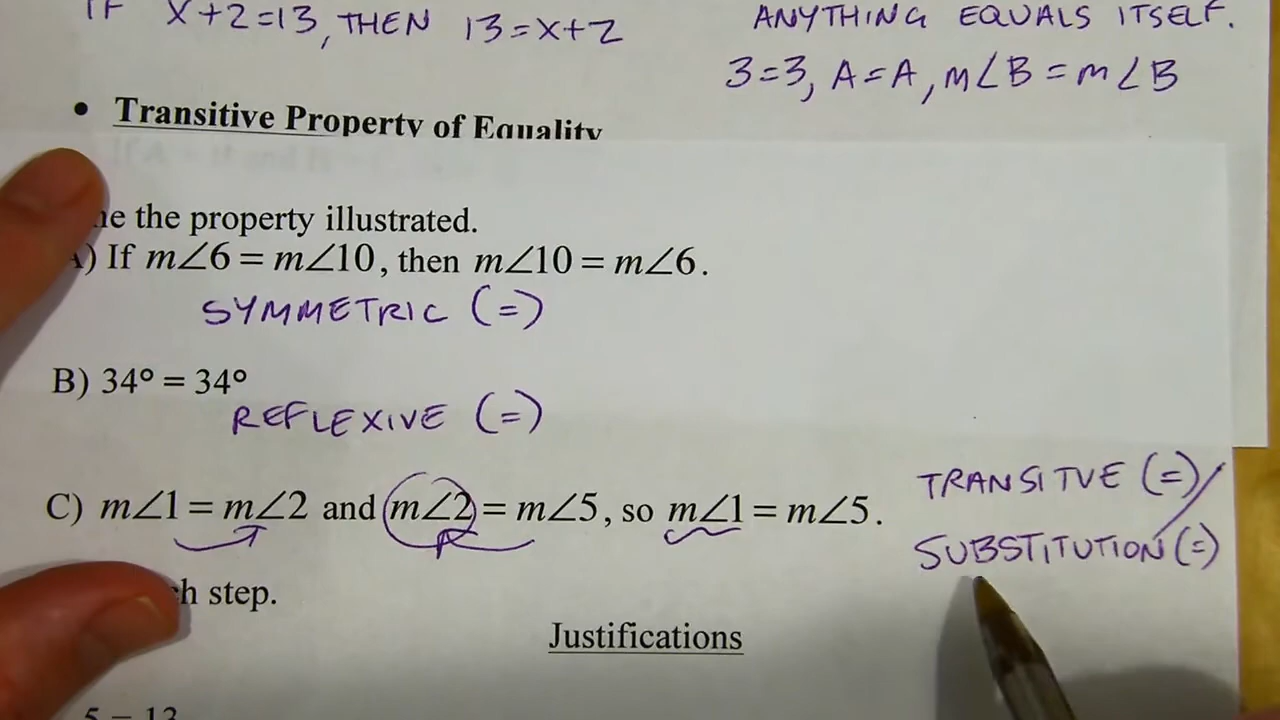 IF X+2=13, THEN 13=X+2
ANYTHING EQUALS ITSELF.
3=3, A=A, m∠B=m∠B
• Transitive Property of Equality
the property illustrated.
) If m∠6 = m∠10, then m∠10 = m∠6.
SYMMETRIC (=)
B) 34° = 34°
REFLEXIVE (=)
C) m∠1 = m∠2 and m∠2 = m∠5, so m∠1 = m∠5.
TRANSITVE (=)/
SUBSTITUTION (=)
step.
Justifications